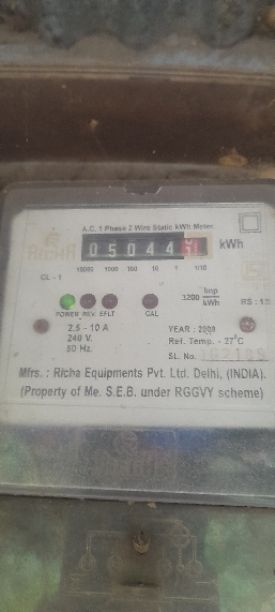 A.C. 1 Phase 2 Wire Static kWh Meter
RICHA
05044
kWh
10000 1000 100 10 1 1/10
CL - 1
3200 imp/kWh
POWER REV. EFLT CAL
2.5 - 10 A
240 V.
50 Hz.
YEAR : 2008
Ref. Temp. - 27°C
SL. No.
Mfrs. : Richa Equipments Pvt. Ltd. Delhi, (INDIA).
(Property of Me. S.E.B. under RGGVY scheme)